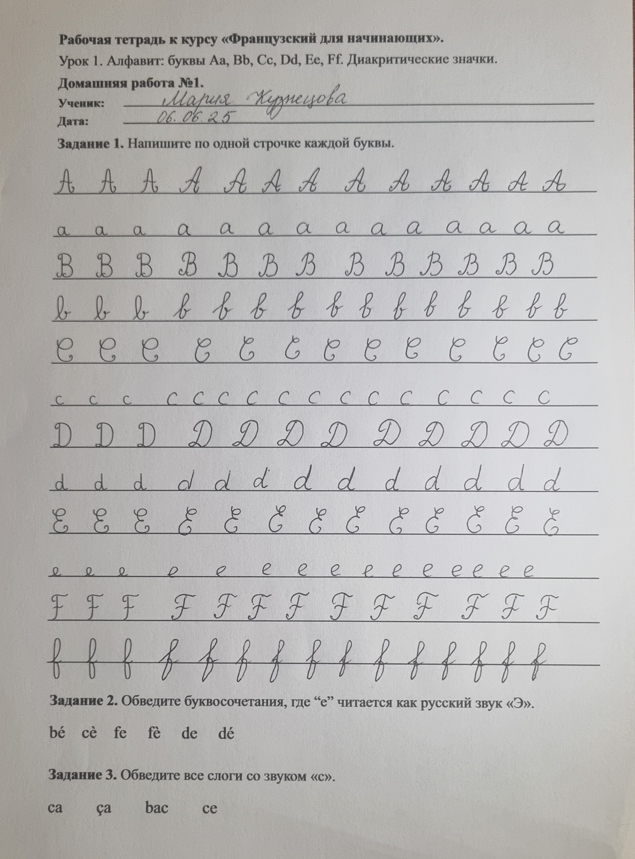 Рабочая тетрадь к курсу «Французский для начинающих».
Урок 1. Алфавит: буквы Aa, Bb, Cc, Dd, Ee, Ff. Диакритические значки.
Домашняя работа №1.
Ученик: Мария Кузнецова
Дата: 06.06.25
Задание 1. Напишите по одной строчке каждой буквы.
A A A A A A A A A A A A A
a a a a a a a a a a a a a
B B B B B B B B B B B B B
b b b b b b b b b b b b b
C C C C C C C C C C C C C
c c c c c c c c c c c c c c c
D D D D D D D D D D D D
d d d d d d d d d d d d
E E E E E E E E E E E E
e e e e e e e e e e e e e e
F F F F F F F F F F F F
f f f f f f f f f f f f f f
Задание 2. Обведите буквосочетания, где “e” читается как русский звук «Э».
bé cè fe fè de dé
Задание 3. Обведите все слоги со звуком «с».
ca ça bac ce